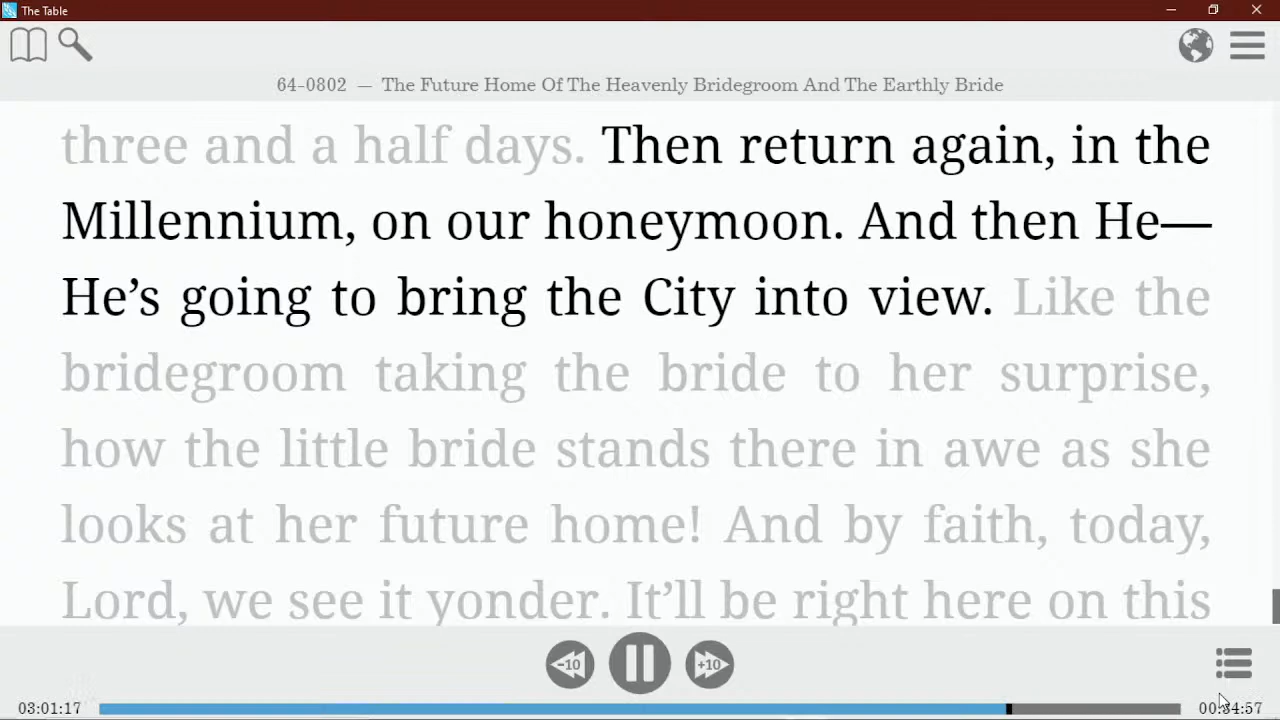 The Table
64-0802 — The Future Home Of The Heavenly Bridegroom And The Earthly Bride
three and a half days. Then return again, in the
Millennium, on our honeymoon. And then He—
He’s going to bring the City into view. Like the
bridegroom taking the bride to her surprise,
how the little bride stands there in awe as she
looks at her future home! And by faith, today,
Lord, we see it yonder. It’ll be right here on this
-10 +10
03:01:17 00:34:57